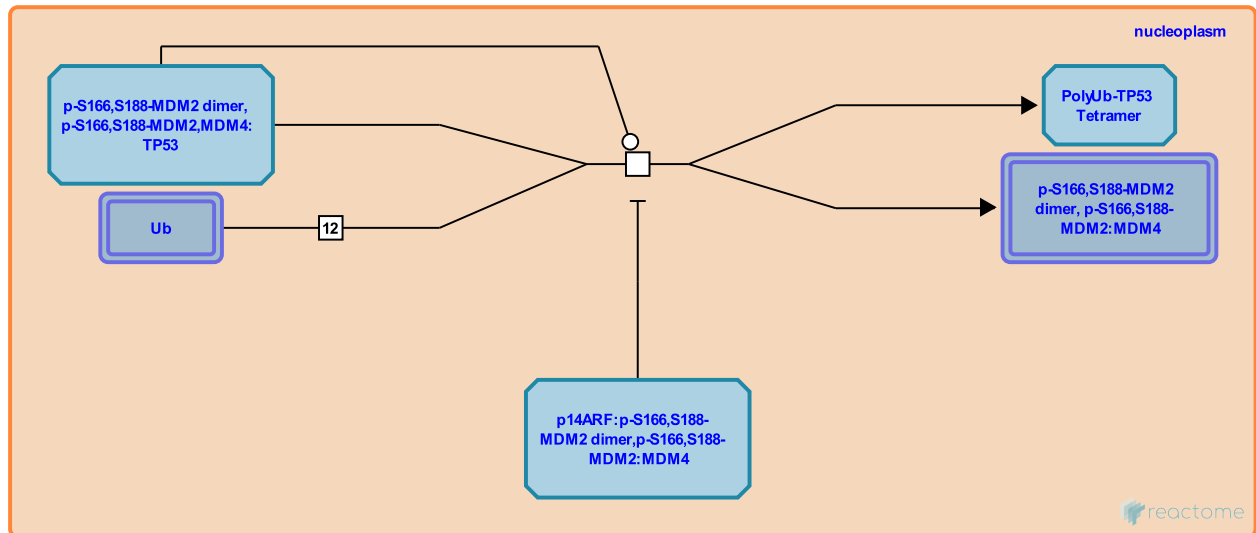 nucleoplasm
p-S166,S188-MDM2 dimer,
p-S166,S188-MDM2,MDM4:
TP53
PolyUb-TP53
Tetramer
Ub
12
p-S166,S188-MDM2
dimer, p-S166,S188-
MDM2:MDM4
p14ARF:p-S166,S188-
MDM2 dimer,p-S166,S188-
MDM2:MDM4
reactome